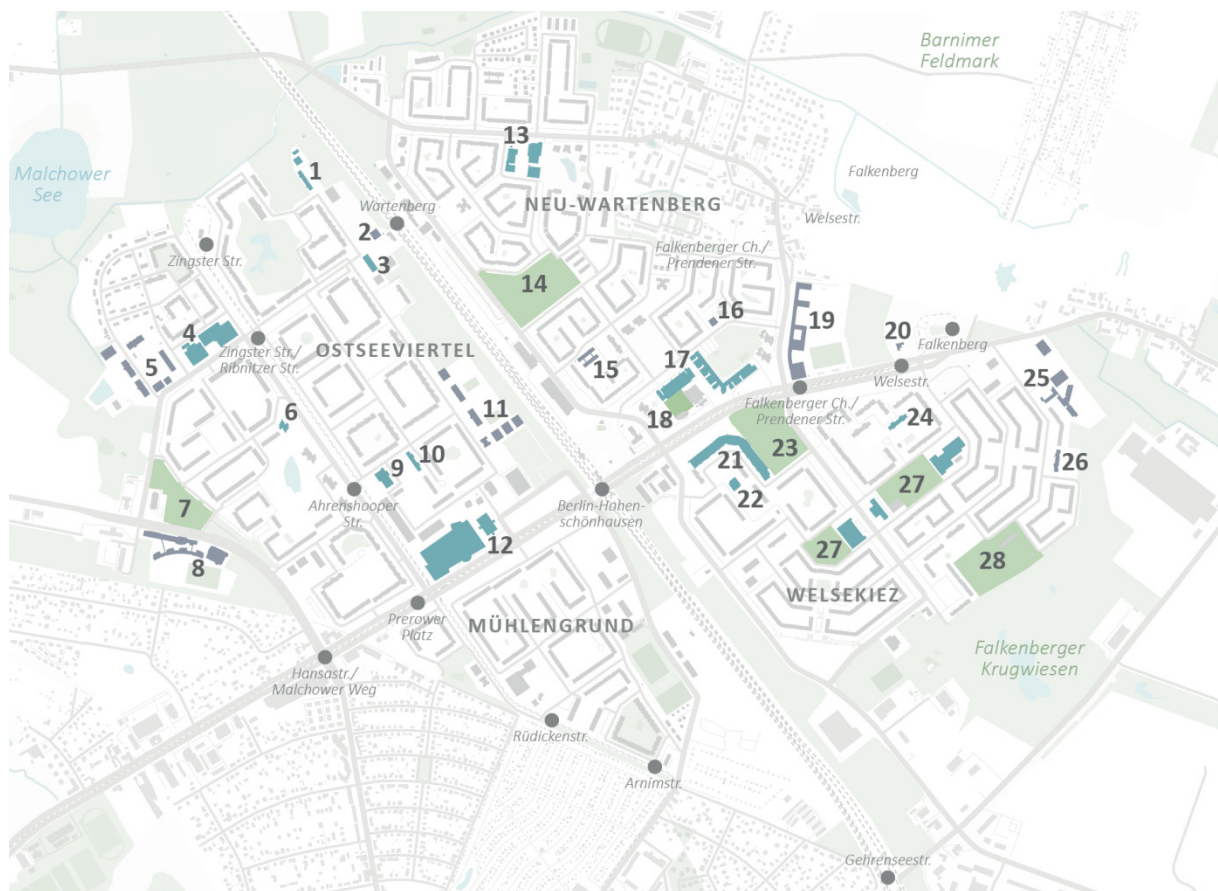 Barnimer
Feldmark
13
Malchower
See
1
Falkenberg
Wartenberg
NEU-WARTENBERG
Welsestr.
2
Zingster Str.
3
Falkenberger Ch./
Prendener Str.
14
16
19
4
20
Falkenberg
Zingster Str./
Ribnitzer Str.
OSTSEEVIERTEL
17
5
15
Welsestr.
25
18
Falkenberger Ch./
Prendener Str.
6
11
24
23
10
21
26
9
22
27
7
Ahrenshooper
Str.
Berlin-Hohen-
schönhausen
12
27
28
8
WELSEKIEZ
Prerower
Platz
MÜHLENGRUND
Falkenberger
Krugwiesen
Hansastr./
Malchower Weg
Rüdickenstr.
Arnimstr.
Gehrenseestr.